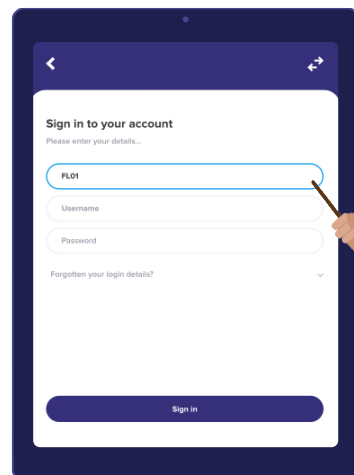 Sign in to your account
Please enter your details...
FL01
Username
Password
Forgotten your login details?
Sign in